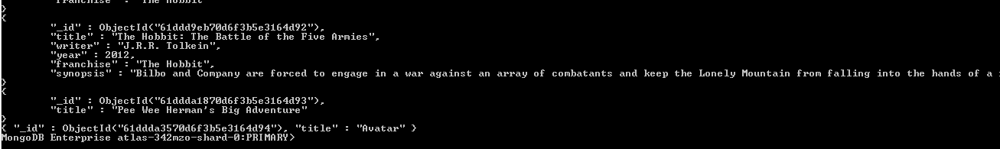 "franchise" : "The Hobbit"
}
{
"_id" : ObjectId("61ddd9eb70d6f3b5e3164d92"),
"title" : "The Hobbit: The Battle of the Five Armies",
"writer" : "J.R.R. Tolkein",
"year" : 2012,
"franchise" : "The Hobbit",
"synopsis" : "Bilbo and Company are forced to engage in a war against an array of combatants and keep the Lonely Mountain from falling into the hands of a
}
{
"_id" : ObjectId("61ddda1870d6f3b5e3164d93"),
"title" : "Pee Wee Herman's Big Adventure"
}
{ "_id" : ObjectId("61ddda3570d6f3b5e3164d94"), "title" : "Avatar" }
MongoDB Enterprise atlas-342mzo-shard-0:PRIMARY>